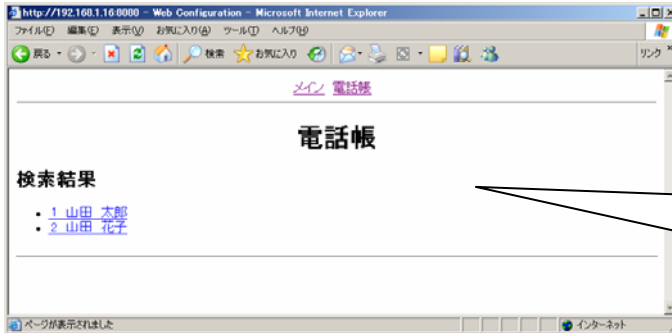 http://192.168.1.16:8080 - Web Configuration - Microsoft Internet Explorer
ファイル(F) 編集(E) 表示(V) お気に入り(A) ツール(T) ヘルプ(H)
戻る 検索 お気に入り リンク »
メイン 電話帳
電話帳
検索結果
• 1 山田 太郎
• 2 山田 花子
ページが表示されました インターネット